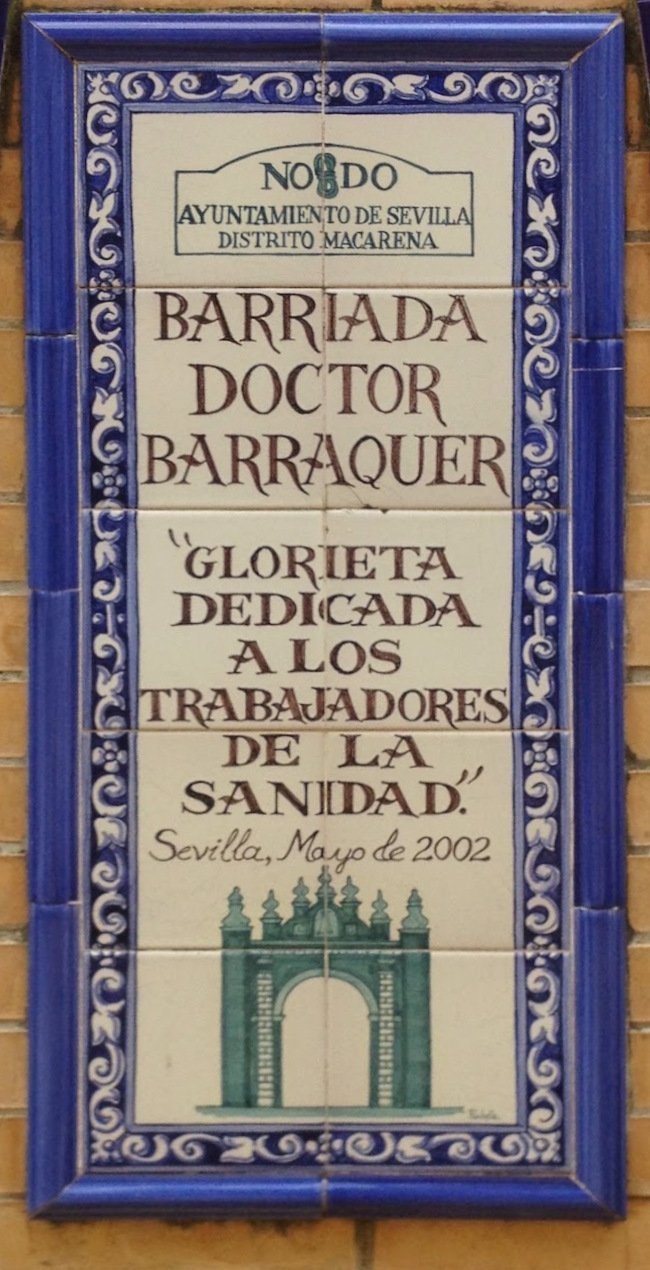 NO8DO
AYUNTAMIENTO DE SEVILLA
DISTRITO MACARENA
BARRIADA
DOCTOR
BARRAQUER
"GLORIETA
DEDICADA
A LOS
TRABAJADORES
DE LA
SANIDAD."
Sevilla, Mayo de 2002